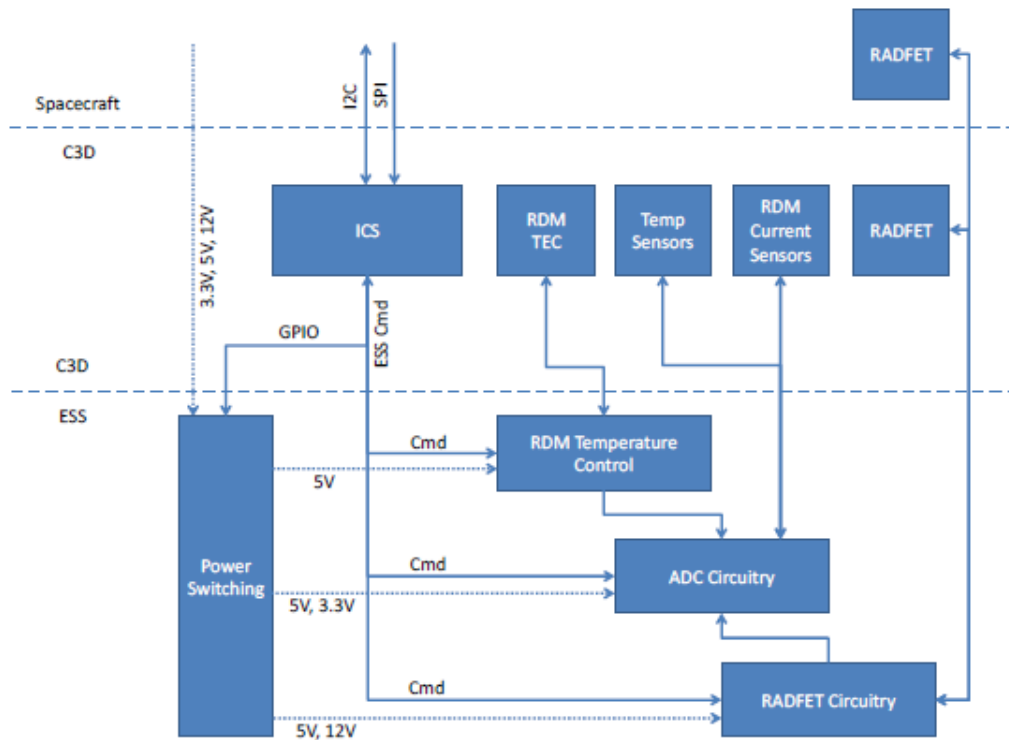 RADFET
I2C
SPI
Spacecraft
C3D
3.3V, 5V, 12V
ICS
RDM
TEC
Temp
Sensors
RDM
Current
Sensors
RADFET
GPIO
ESS Cmd
C3D
ESS
Cmd
RDM Temperature
Control
5V
Power
Switching
Cmd
ADC Circuitry
5V, 3.3V
Cmd
RADFET Circuitry
5V, 12V